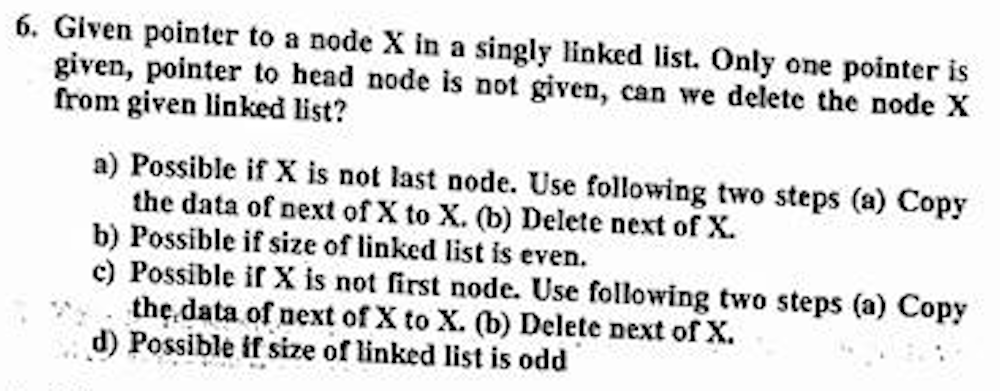 6. Given pointer to a node X in a singly linked list. Only one pointer is
given, pointer to head node is not given, can we delete the node X
from given linked list?
a) Possible if X is not last node. Use following two steps (a) Copy
the data of next of X to X. (b) Delete next of X.
b) Possible if size of linked list is even.
c) Possible if X is not first node. Use following two steps (a) Copy
the data of next of X to X. (b) Delete next of X.
d) Possible if size of linked list is odd